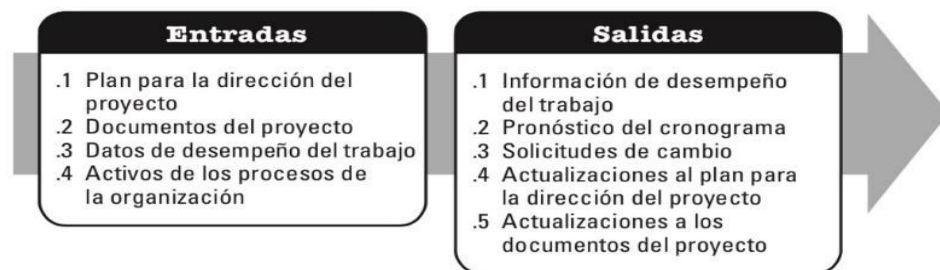 Entradas
.1 Plan para la dirección del
proyecto
.2 Documentos del proyecto
.3 Datos de desempeño del trabajo
.4 Activos de los procesos de
la organización
Salidas
.1 Información de desempeño
del trabajo
.2 Pronóstico del cronograma
.3 Solicitudes de cambio
.4 Actualizaciones al plan para
la dirección del proyecto
.5 Actualizaciones a los
documentos del proyecto